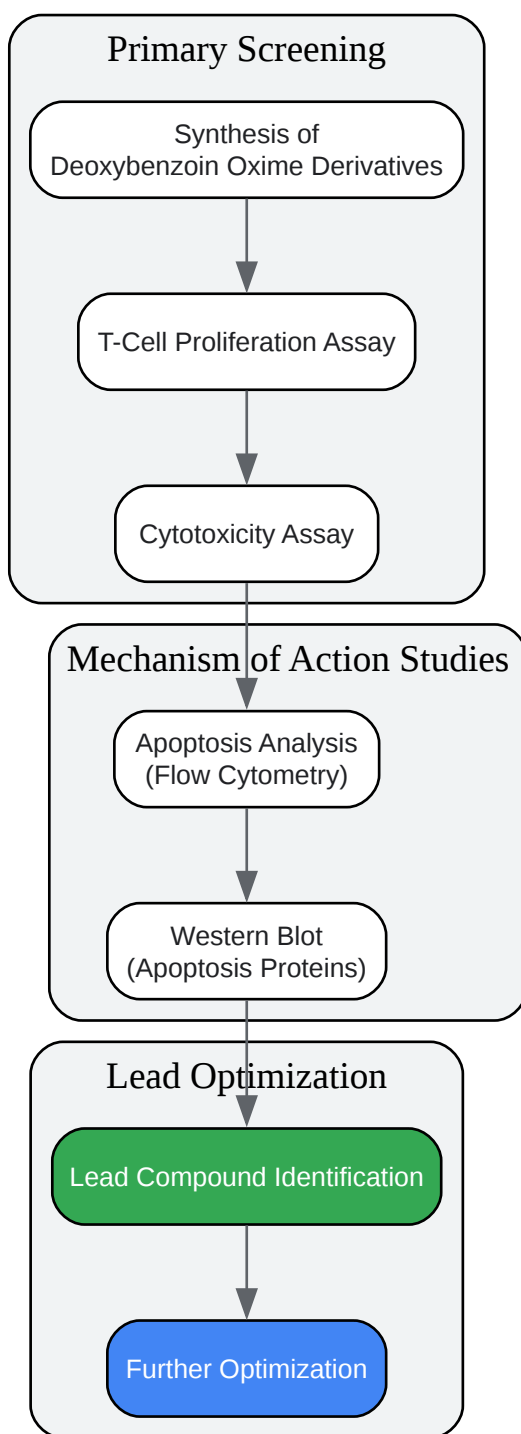 Primary Screening
Synthesis of
Deoxybenzoin Oxime Derivatives
T-Cell Proliferation Assay
Cytotoxicity Assay
Mechanism of Action Studies
Apoptosis Analysis
(Flow Cytometry)
Western Blot
(Apoptosis Proteins)
Lead Optimization
Lead Compound Identification
Further Optimization